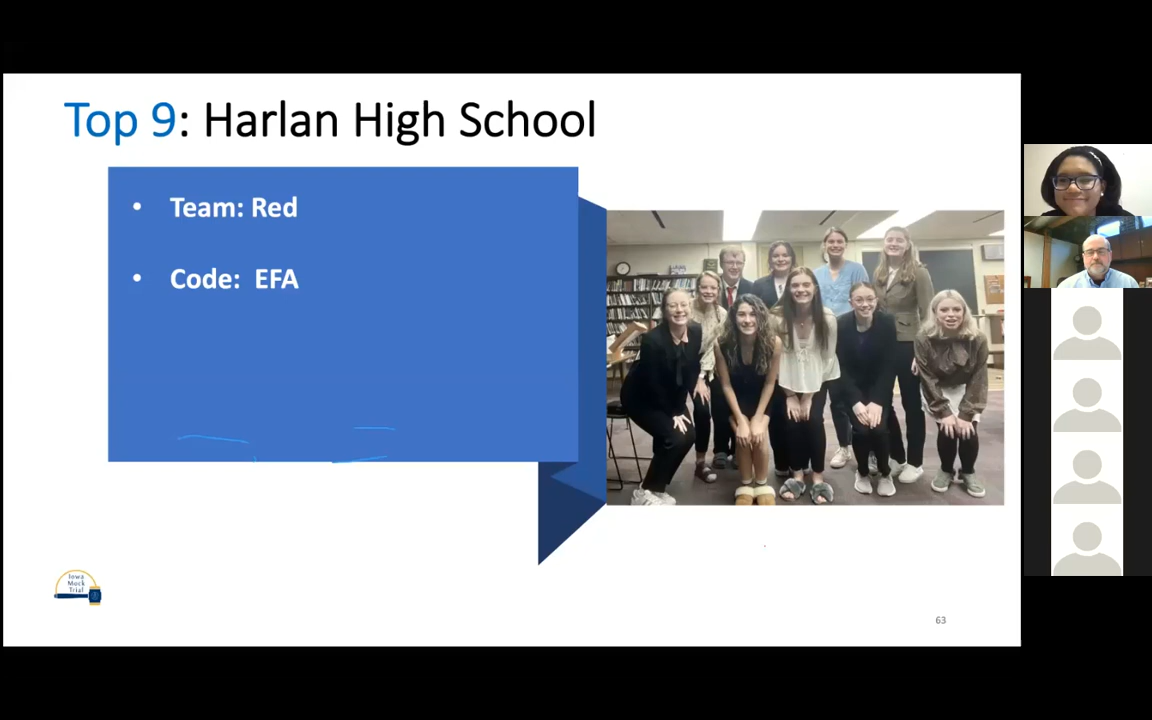 Top 9: Harlan High School
• Team: Red
• Code: EFA
Iowa
Mock
Trial
63